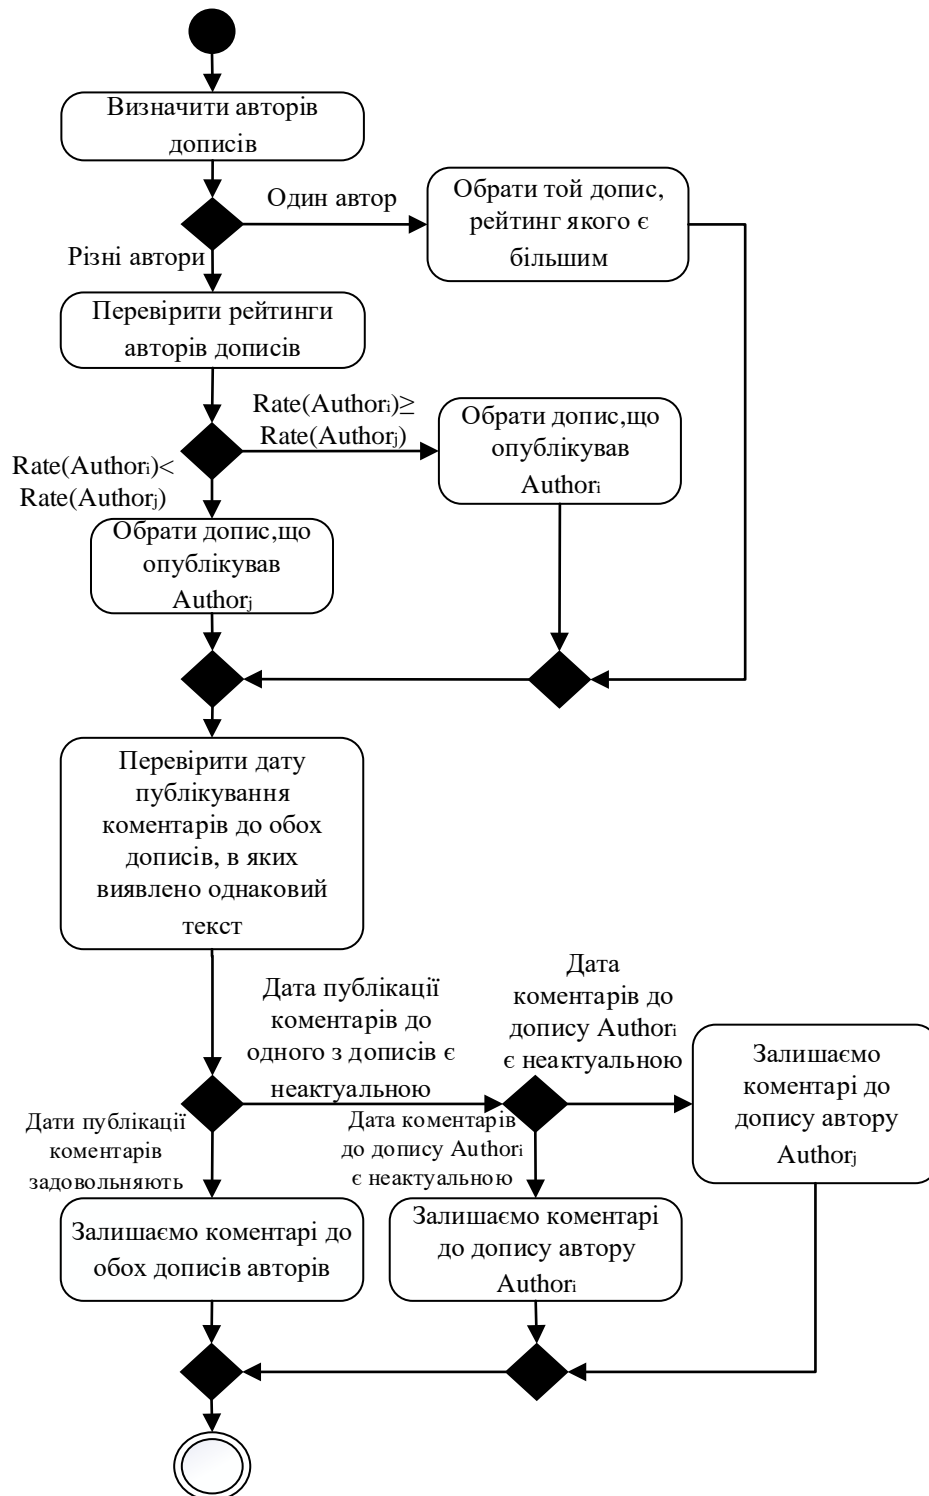 Визначити авторів
дописів
Один автор
Обрати той допис,
рейтинг якого є
більшим
Різні автори
Перевірити рейтинги
авторів дописів
Rate(Authorᵢ)≥
Rate(Authorⱼ)
Обрати допис,що
опублікував
Authorᵢ
Rate(Authorᵢ)<
Rate(Authorⱼ)
Обрати допис,що
опублікував
Authorⱼ
Перевірити дату
публікування
коментарів до обох
дописів, в яких
виявлено однаковий
текст
Дата публікації
коментарів до
одного з дописів є
неактуальною
Дата
коментарів до
допису Authorᵢ
є неактуальною
Залишаємо
коментарі до
допису автору
Authorⱼ
Дати публікації
коментарів
задовольняють
Дата коментарів
до допису Authorᵢ
є неактуальною
Залишаємо коментарі до
обох дописів авторів
Залишаємо коментарі
до допису автору
Authorᵢ